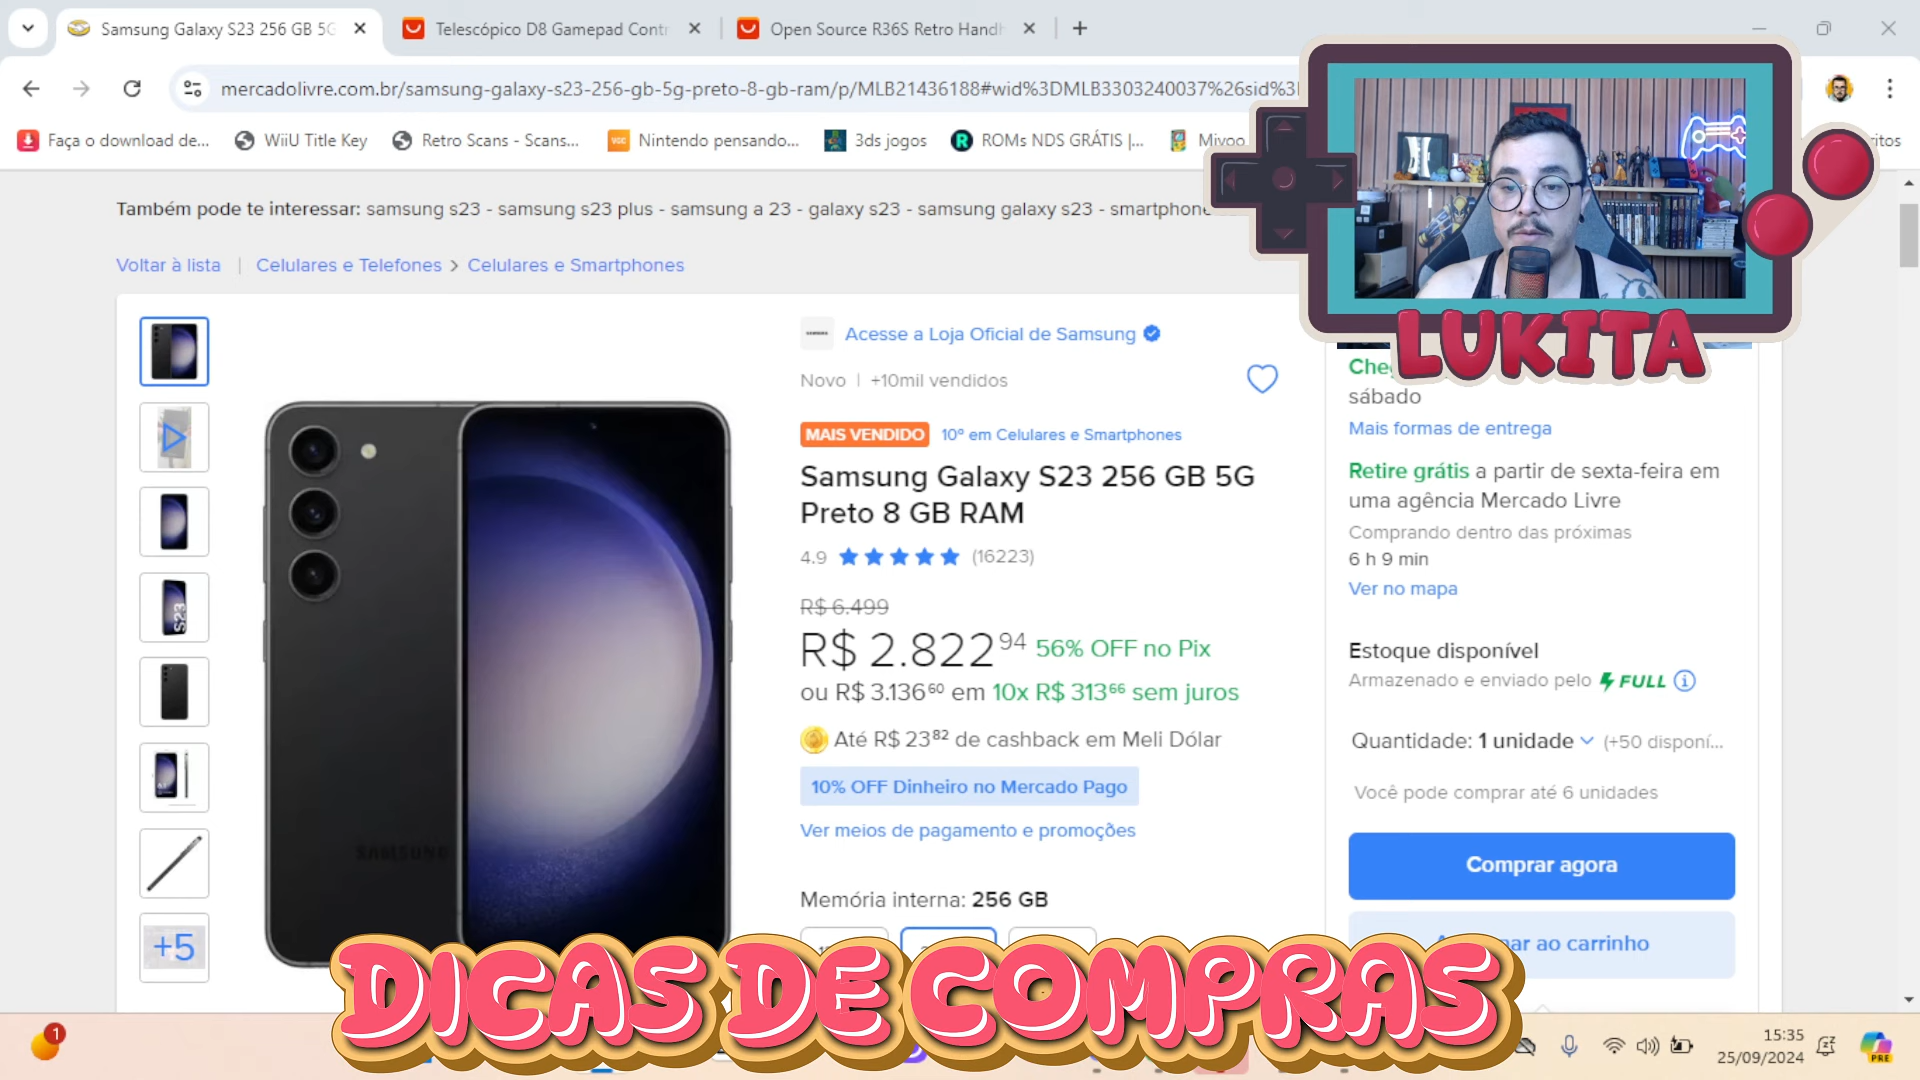 Samsung Galaxy S23 256 GB 5G
Telescópico D8 Gamepad Contr
Open Source R36S Retro Handh
mercadolivre.com.br/samsung-galaxy-s23-256-gb-5g-preto-8-gb-ram/p/MLB21436188#wid%3DMLB3303240037%26sid%3
Faça o download de...
WiiU Title Key
Retro Scans - Scans...
VGC
Nintendo pensando...
3ds jogos
R
ROMs NDS GRÁTIS |...
Miyoo
LUKITA
Também pode te interessar: samsung s23 - samsung s23 plus - samsung a 23 - galaxy s23 - samsung galaxy s23 - smartphone
Voltar à lista | Celulares e Telefones > Celulares e Smartphones
SAMSUNG
Acesse a Loja Oficial de Samsung
Novo | +10mil vendidos
MAIS VENDIDO 10º em Celulares e Smartphones
Samsung Galaxy S23 256 GB 5G
Preto 8 GB RAM
4.9 (16223)
R$ 6.499
R$ 2.822 94 56% OFF no Pix
ou R$ 3.136 60 em 10x R$ 313 66 sem juros
Até R$ 23 82 de cashback em Meli Dólar
10% OFF Dinheiro no Mercado Pago
Ver meios de pagamento e promoções
Memória interna: 256 GB
S23
+5
SAMSUNG
sábado
Mais formas de entrega
Retire grátis a partir de sexta-feira em
uma agência Mercado Livre
Comprando dentro das próximas
6 h 9 min
Ver no mapa
Estoque disponível
Armazenado e enviado pelo FULL
Quantidade: 1 unidade (+50 disponí...
Você pode comprar até 6 unidades
Comprar agora
ao carrinho
DICAS DE COMPRAS
1
15:35
25/09/2024
PRE